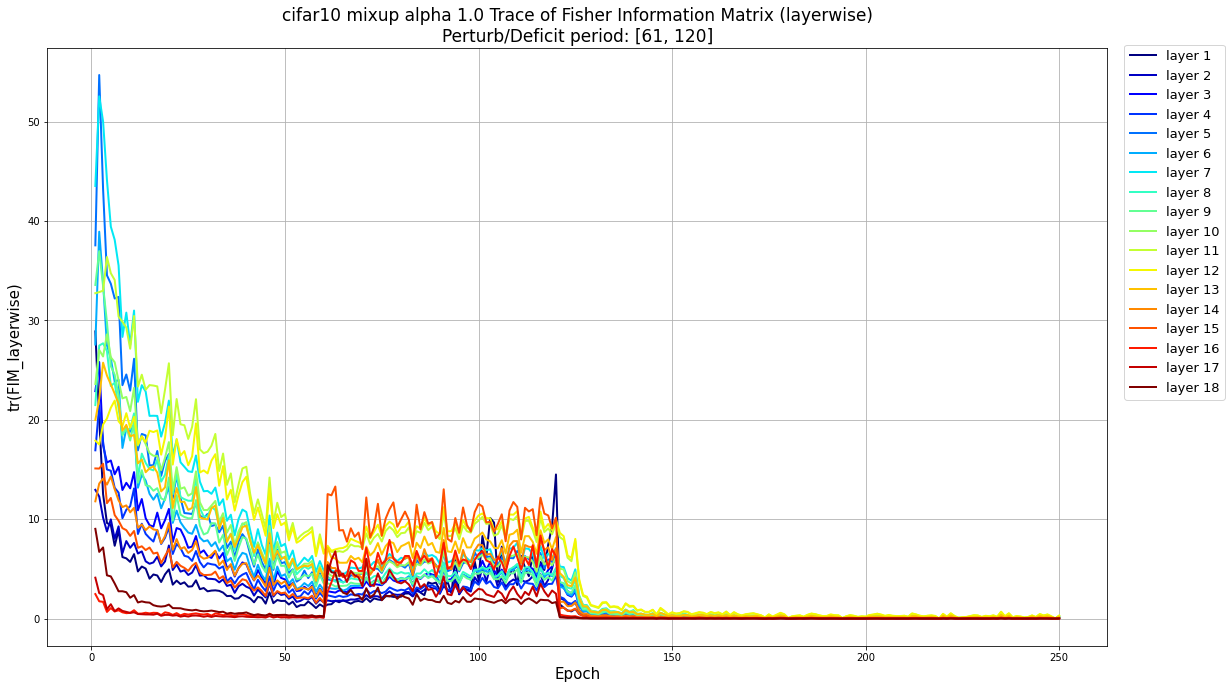 cifar10 mixup alpha 1.0 Trace of Fisher Information Matrix (layerwise)
Perturb/Deficit period: [61, 120]
tr(FIM_layerwise)
50
40
30
20
10
0
0
50
100
150
200
250
Epoch
layer 1
layer 2
layer 3
layer 4
layer 5
layer 6
layer 7
layer 8
layer 9
layer 10
layer 11
layer 12
layer 13
layer 14
layer 15
layer 16
layer 17
layer 18